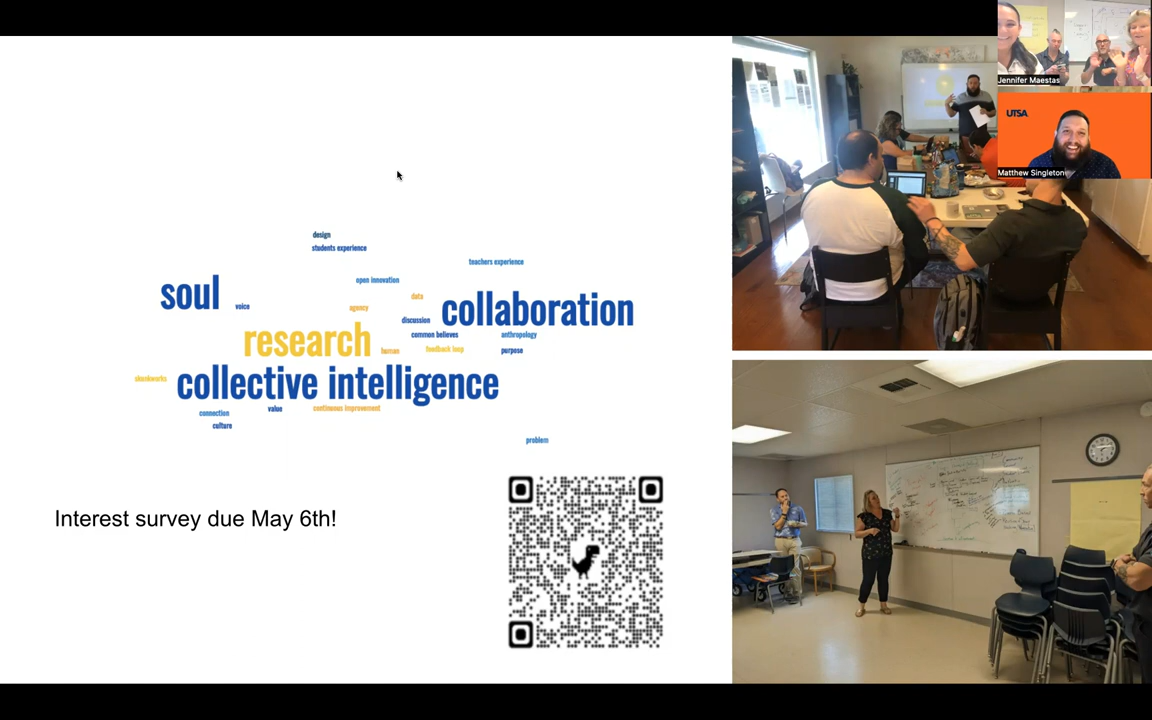 design
students experience
teachers experience
open innovation
soul
voice
data
agency
collaboration
discussion
research
common believes
anthropology
human
feedback loop
purpose
skunkworks
collective intelligence
connection
value
continuous improvement
culture
problem
Interest survey due May 6th!
Jennifer Maestas
UTSA
Matthew Singleton